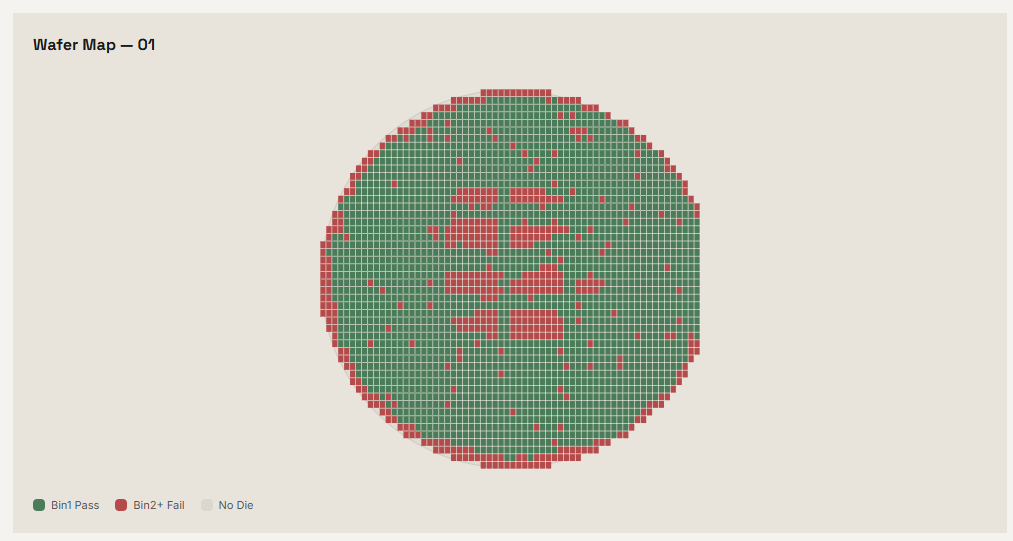 Wafer Map — 01
Bin1 Pass Bin2+ Fail No Die